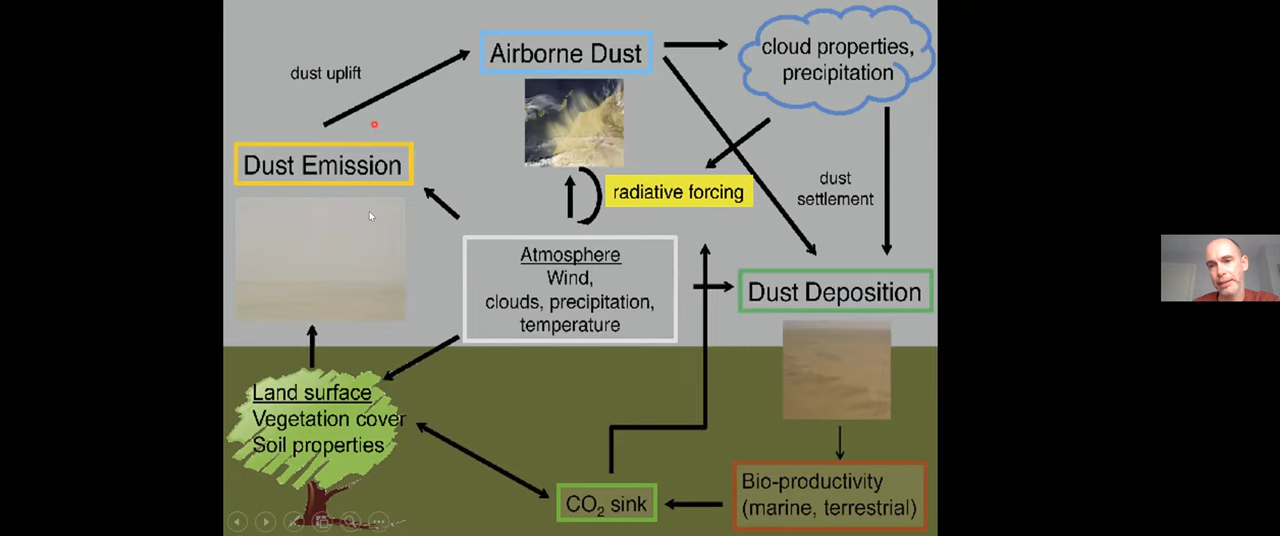 Airborne Dust
cloud properties,
precipitation
dust uplift
Dust Emission
radiative forcing
dust
settlement
Atmosphere
Wind,
clouds, precipitation,
temperature
Dust Deposition
Land surface
Vegetation cover
Soil properties
CO₂ sink
Bio-productivity
(marine, terrestrial)